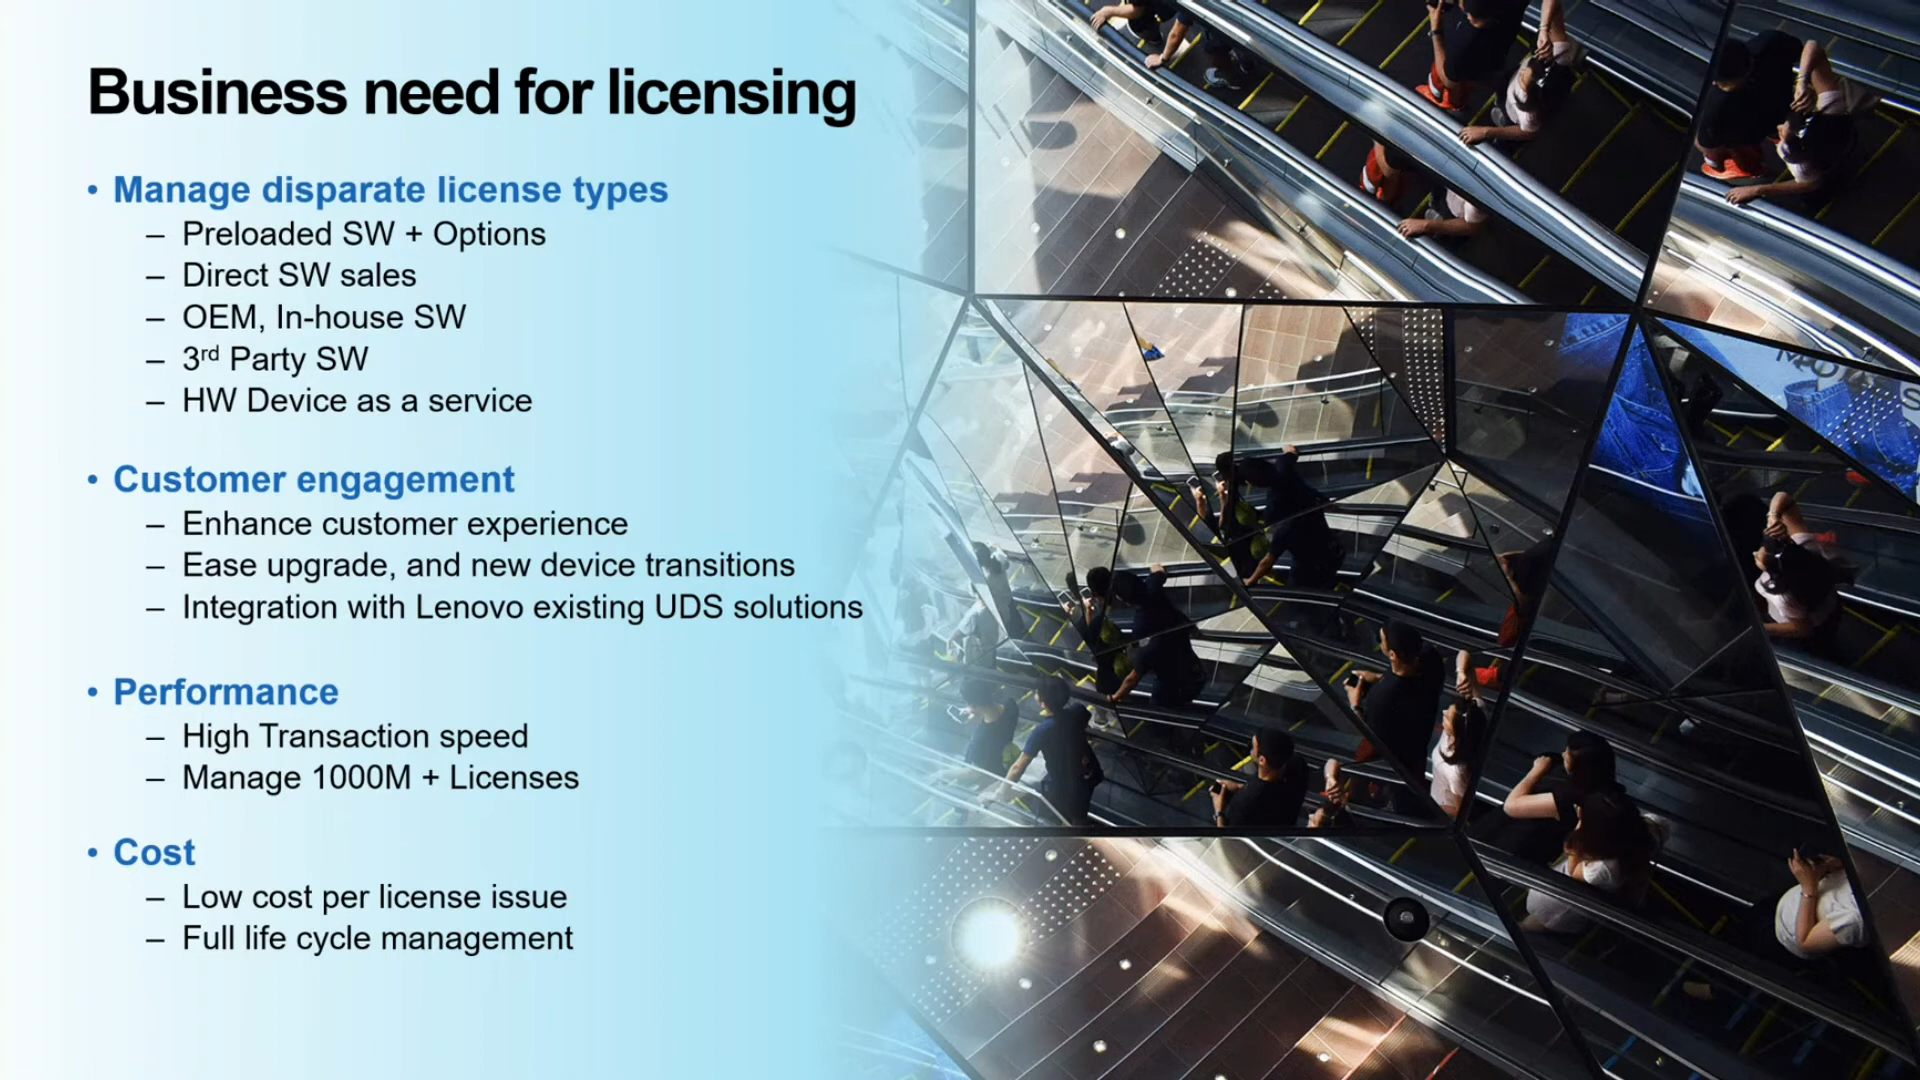 Business need for licensing
• Manage disparate license types
– Preloaded SW + Options
– Direct SW sales
– OEM, In-house SW
– 3rd Party SW
– HW Device as a service
• Customer engagement
– Enhance customer experience
– Ease upgrade, and new device transitions
– Integration with Lenovo existing UDS solutions
• Performance
– High Transaction speed
– Manage 1000M + Licenses
• Cost
– Low cost per license issue
– Full life cycle management